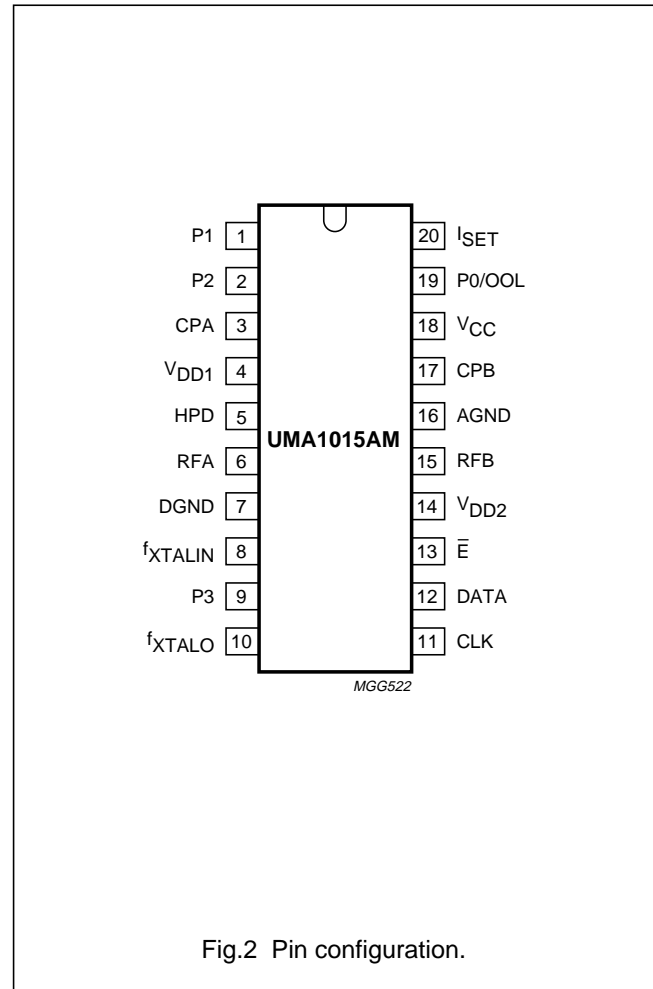 P1 1 20 ISET
P2 2 19 P0/OOL
CPA 3 18 VCC
VDD1 4 17 CPB
HPD 5 16 AGND
UMA1015AM
RFA 6 15 RFB
DGND 7 14 VDD2
fXTALIN 8 13 E̅
P3 9 12 DATA
fXTALO 10 11 CLK
MGG522
Fig.2 Pin configuration.